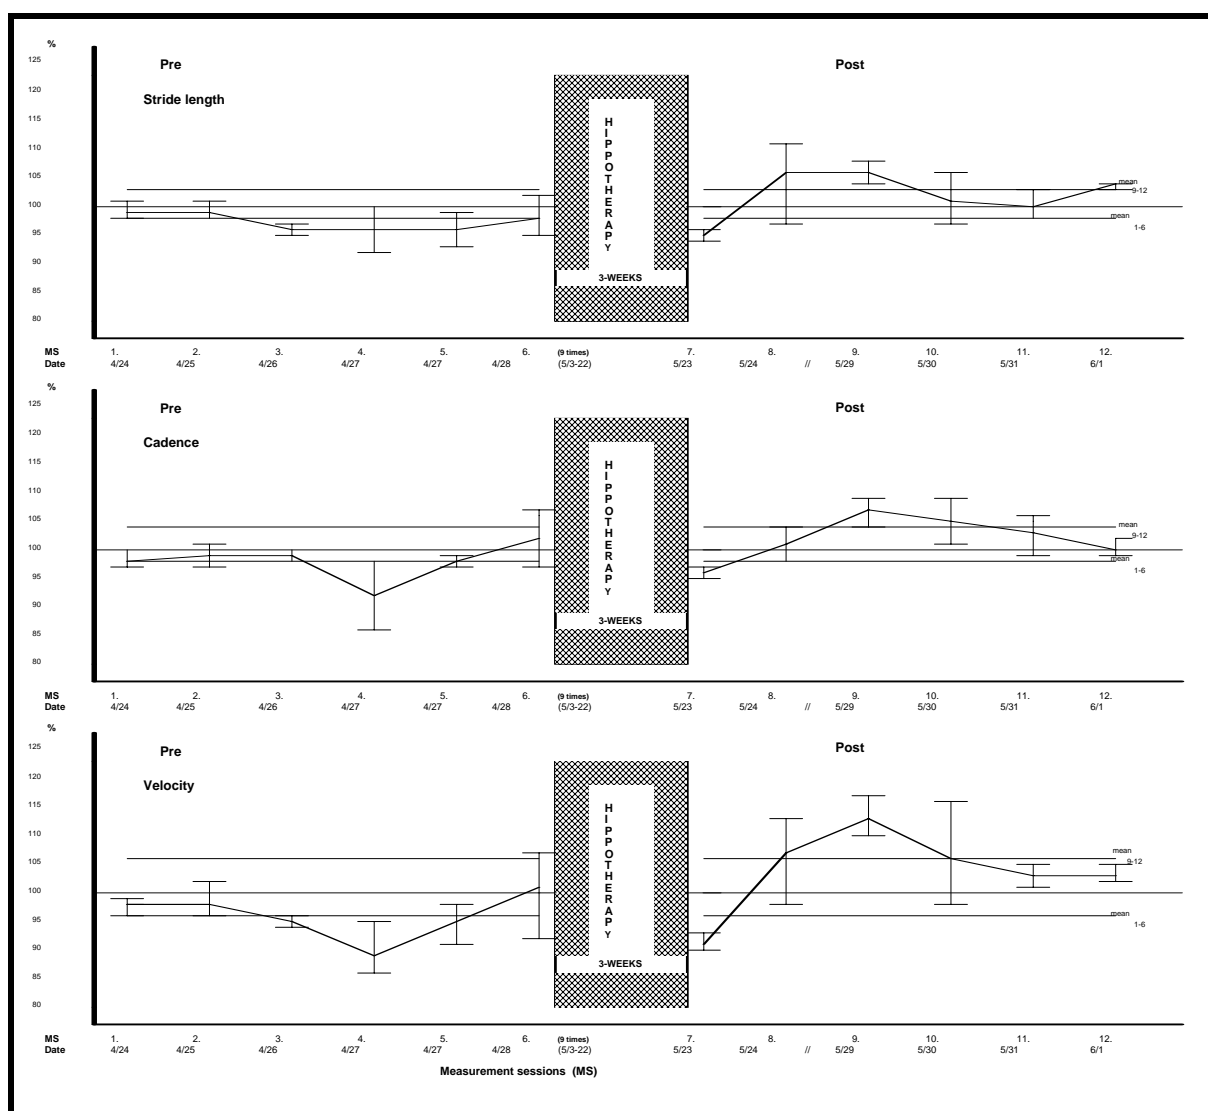 %
125
Pre
Post
120
Stride length
115
110
105
100
95
90
85
80
HIPPOTHERAPY
3-WEEKS
mean
9-12
mean
1-6
MS 1. 2. 3. 4. 5. 6. (9 times) 7. 8. 9. 10. 11. 12.
Date 4/24 4/25 4/26 4/27 4/27 4/28 (5/3-22) 5/23 5/24 // 5/29 5/30 5/31 6/1
%
125
Pre
Post
120
Cadence
115
110
105
100
95
90
85
80
HIPPOTHERAPY
3-WEEKS
mean
9-12
mean
1-6
MS 1. 2. 3. 4. 5. 6. (9 times) 7. 8. 9. 10. 11. 12.
Date 4/24 4/25 4/26 4/27 4/27 4/28 (5/3-22) 5/23 5/24 // 5/29 5/30 5/31 6/1
%
125
Pre
Post
120
Velocity
115
110
105
100
95
90
85
80
HIPPOTHERAPY
3-WEEKS
mean
9-12
mean
1-6
MS 1. 2. 3. 4. 5. 6. (9 times) 7. 8. 9. 10. 11. 12.
Date 4/24 4/25 4/26 4/27 4/27 4/28 (5/3-22) 5/23 5/24 // 5/29 5/30 5/31 6/1
Measurement sessions (MS)